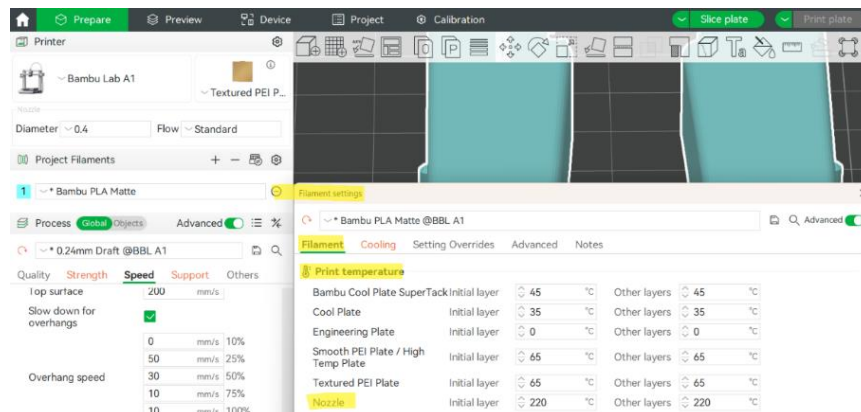 Prepare Preview Device Project Calibration Slice plate Print plate
Printer
Bambu Lab A1
Textured PEI P...
Nozzle
Diameter 0.4 Flow Standard
Project Filaments
1 * Bambu PLA Matte
Process Global Objects Advanced
* 0.24mm Draft @BBL A1
Quality Strength Speed Support Others
Top surface 200 mm/s
Slow down for
overhangs
0 mm/s 10%
50 mm/s 25%
Overhang speed 30 mm/s 50%
10 mm/s 75%
10 mm/s 100%
Filament settings
* Bambu PLA Matte @BBL A1 Advanced
Filament Cooling Setting Overrides Advanced Notes
Print temperature
Bambu Cool Plate SuperTack Initial layer 45 °C Other layers 45 °C
Cool Plate Initial layer 35 °C Other layers 35 °C
Engineering Plate Initial layer 0 °C Other layers 0 °C
Smooth PEI Plate / High
Temp Plate Initial layer 65 °C Other layers 65 °C
Textured PEI Plate Initial layer 65 °C Other layers 65 °C
Nozzle Initial layer 220 °C Other layers 220 °C